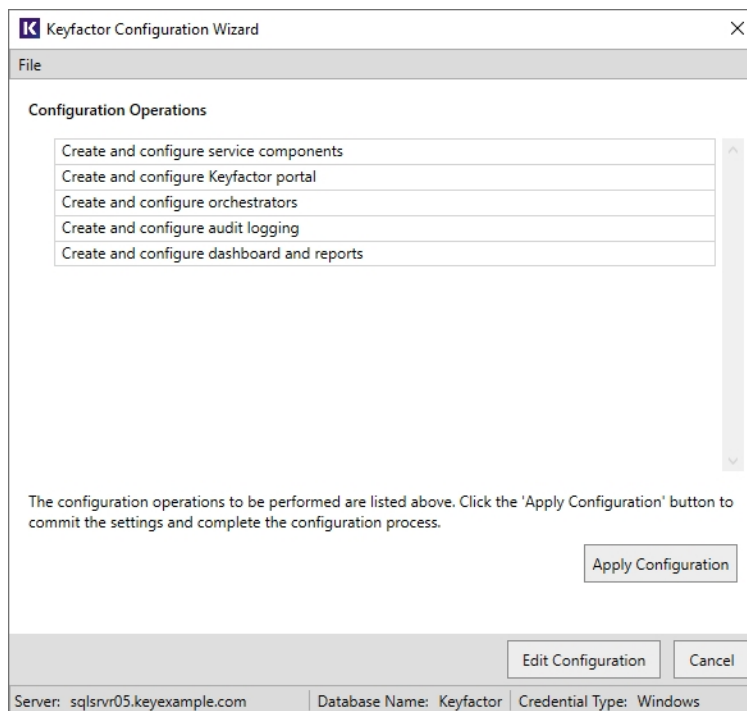 K Keyfactor Configuration Wizard
File
Configuration Operations
Create and configure service components
Create and configure Keyfactor portal
Create and configure orchestrators
Create and configure audit logging
Create and configure dashboard and reports
The configuration operations to be performed are listed above. Click the 'Apply Configuration' button to
commit the settings and complete the configuration process.
Apply Configuration
Edit Configuration Cancel
Server: sqlsrvr05.keyexample.com Database Name: Keyfactor Credential Type: Windows